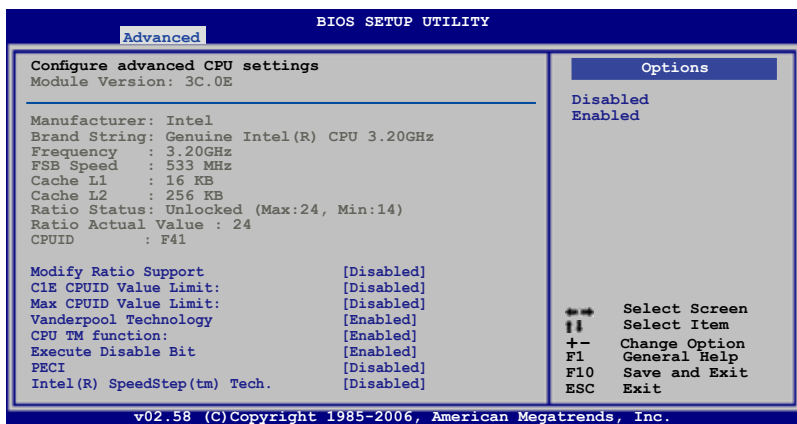 BIOS SETUP UTILITY
Advanced
Configure advanced CPU settings
Module Version: 3C.0E
Manufacturer: Intel
Brand String: Genuine Intel(R) CPU 3.20GHz
Frequency : 3.20GHz
FSB Speed : 533 MHz
Cache L1 : 16 KB
Cache L2 : 256 KB
Ratio Status: Unlocked (Max:24, Min:14)
Ratio Actual Value : 24
CPUID : F41
Modify Ratio Support [Disabled]
C1E CPUID Value Limit: [Disabled]
Max CPUID Value Limit: [Disabled]
Vanderpool Technology [Enabled]
CPU TM function: [Enabled]
Execute Disable Bit [Enabled]
PECI [Disabled]
Intel(R) SpeedStep(tm) Tech. [Disabled]
Options
Disabled
Enabled
Select Screen
Select Item
+- Change Option
F1 General Help
F10 Save and Exit
ESC Exit
v02.58 (C)Copyright 1985-2006, American Megatrends, Inc.